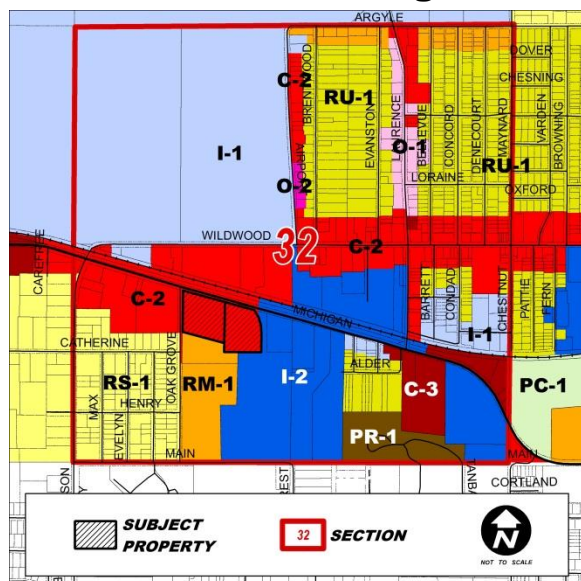 ARGYLE
DOVER
CHESNING
C-2
BRENTWOOD
RU-1
EVANSTON
LAURENCE
BELLEVUE
CONCORD
DENECOURT
MAYNARD
VARDEN
BROWNING
I-1
O-1
RU-1
LORAINE
OXFORD
O-2
WILDWOOD
32
C-2
CAREFREE
MICHIGAN
BARRETT
CONDAD
CHESTNUT
PATTIE
FERN
C-2
I-1
CATHERINE
OAK GROVE
RS-1
RM-1
I-2
ALDER
C-3
PC-1
MAX
EVELYN
HENRY
PR-1
MAIN
MAIN
CORTLAND
SUBJECT
PROPERTY
32
SECTION
N
NOT TO SCALE